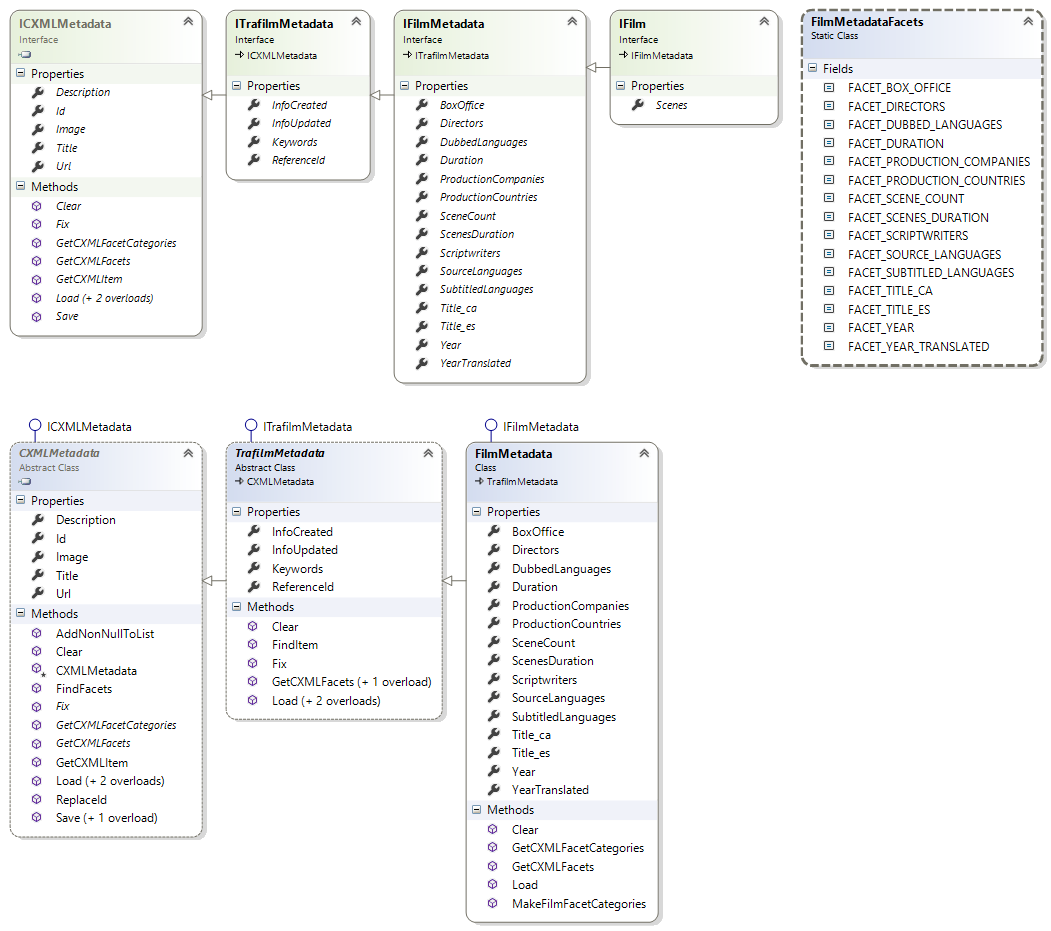 ICXMLMetadata
Interface
Properties
Description
Id
Image
Title
Url
Methods
Clear
Fix
GetCXMLFacetCategories
GetCXMLFacets
GetCXMLItem
Load (+ 2 overloads)
Save
ITrafilmMetadata
Interface
ICXMLMetadata
Properties
InfoCreated
InfoUpdated
Keywords
ReferenceId
IFilmMetadata
Interface
ITrafilmMetadata
Properties
BoxOffice
Directors
DubbedLanguages
Duration
ProductionCompanies
ProductionCountries
SceneCount
ScenesDuration
Scriptwriters
SourceLanguages
SubtitledLanguages
Title_ca
Title_es
Year
YearTranslated
IFilm
Interface
IFilmMetadata
Properties
Scenes
FilmMetadataFacets
Static Class
Fields
FACET_BOX_OFFICE
FACET_DIRECTORS
FACET_DUBBED_LANGUAGES
FACET_DURATION
FACET_PRODUCTION_COMPANIES
FACET_PRODUCTION_COUNTRIES
FACET_SCENE_COUNT
FACET_SCENES_DURATION
FACET_SCRIPTWRITERS
FACET_SOURCE_LANGUAGES
FACET_SUBTITLED_LANGUAGES
FACET_TITLE_CA
FACET_TITLE_ES
FACET_YEAR
FACET_YEAR_TRANSLATED
ICXMLMetadata
CXMLMetadata
Abstract Class
Properties
Description
Id
Image
Title
Url
Methods
AddNonNullToList
Clear
CXMLMetadata
FindFacets
Fix
GetCXMLFacetCategories
GetCXMLFacets
GetCXMLItem
Load (+ 2 overloads)
ReplaceId
Save (+ 1 overload)
ITrafilmMetadata
TrafilmMetadata
Abstract Class
CXMLMetadata
Properties
InfoCreated
InfoUpdated
Keywords
ReferenceId
Methods
Clear
FindItem
Fix
GetCXMLFacets (+ 1 overload)
Load (+ 2 overloads)
IFilmMetadata
FilmMetadata
Class
TrafilmMetadata
Properties
BoxOffice
Directors
DubbedLanguages
Duration
ProductionCompanies
ProductionCountries
SceneCount
ScenesDuration
Scriptwriters
SourceLanguages
SubtitledLanguages
Title_ca
Title_es
Year
YearTranslated
Methods
Clear
GetCXMLFacetCategories
GetCXMLFacets
Load
MakeFilmFacetCategories